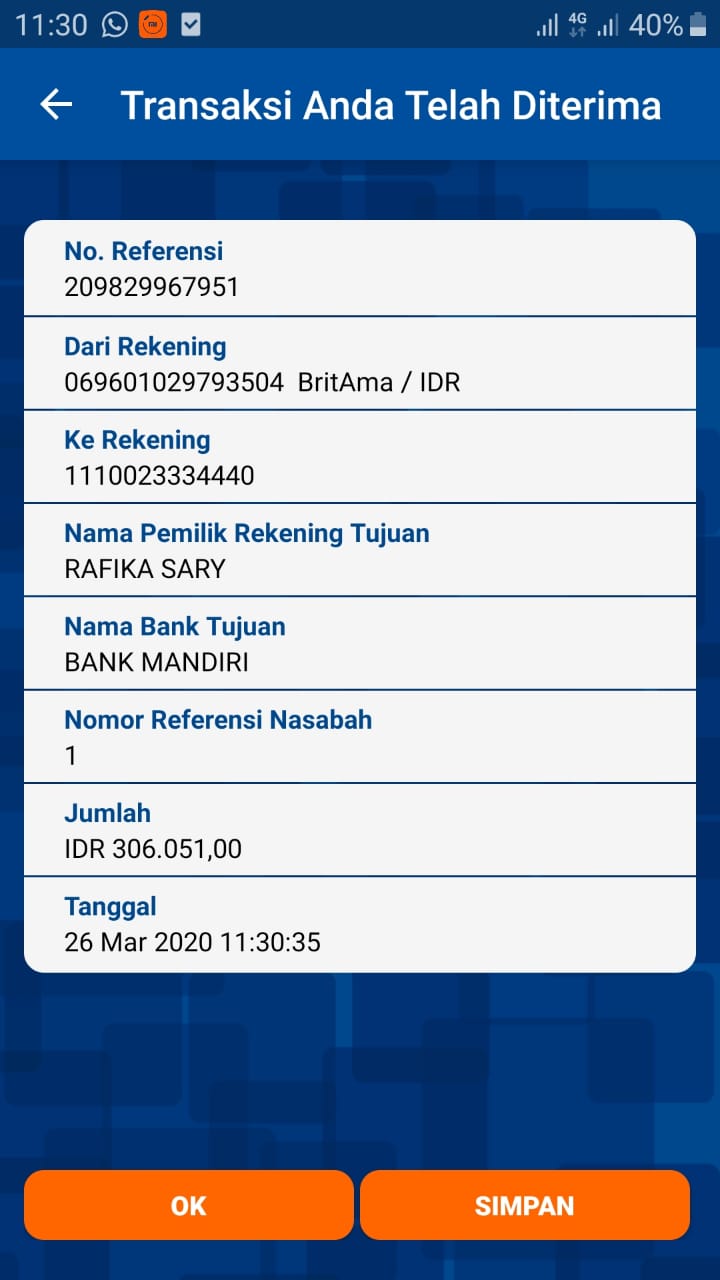 11:30
4G
40%
Transaksi Anda Telah Diterima
No. Referensi
209829967951
Dari Rekening
069601029793504 BritAma / IDR
Ke Rekening
1110023334440
Nama Pemilik Rekening Tujuan
RAFIKA SARY
Nama Bank Tujuan
BANK MANDIRI
Nomor Referensi Nasabah
1
Jumlah
IDR 306.051,00
Tanggal
26 Mar 2020 11:30:35
OK
SIMPAN